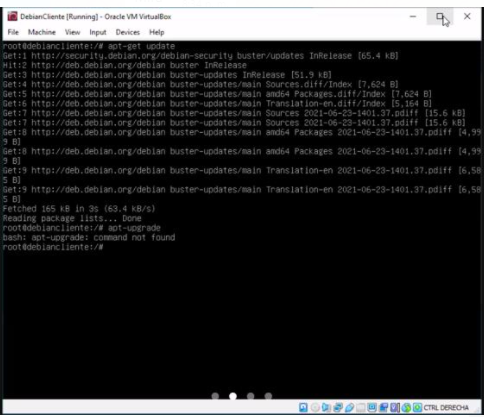 DebianCliente [Running] - Oracle VM VirtualBox
File Machine View Input Devices Help
root@debiancliente:/# apt-get update
Get:1 http://security.debian.org/debian-security buster/updates InRelease [65.4 kB]
Hit:2 http://deb.debian.org/debian buster InRelease
Get:3 http://deb.debian.org/debian buster-updates InRelease [51.9 kB]
Get:4 http://deb.debian.org/debian buster-updates/main Sources.diff/Index [7,624 B]
Get:5 http://deb.debian.org/debian buster-updates/main amd64 Packages.diff/Index [7,624 B]
Get:6 http://deb.debian.org/debian buster-updates/main Translation-en.diff/Index [5,164 B]
Get:7 http://deb.debian.org/debian buster-updates/main Sources 2021-06-23-1401.37.pdiff [15.6 kB]
Get:7 http://deb.debian.org/debian buster-updates/main Sources 2021-06-23-1401.37.pdiff [15.6 kB]
Get:8 http://deb.debian.org/debian buster-updates/main amd64 Packages 2021-06-23-1401.37.pdiff [4,99
9 B]
Get:8 http://deb.debian.org/debian buster-updates/main amd64 Packages 2021-06-23-1401.37.pdiff [4,99
9 B]
Get:9 http://deb.debian.org/debian buster-updates/main Translation-en 2021-06-23-1401.37.pdiff [6,58
5 B]
Get:9 http://deb.debian.org/debian buster-updates/main Translation-en 2021-06-23-1401.37.pdiff [6,58
5 B]
Fetched 165 kB in 3s (63.4 kB/s)
Reading package lists... Done
root@debiancliente:/# apt-upgrade
bash: apt-upgrade: command not found
root@debiancliente:/#
CTRL DERECHA